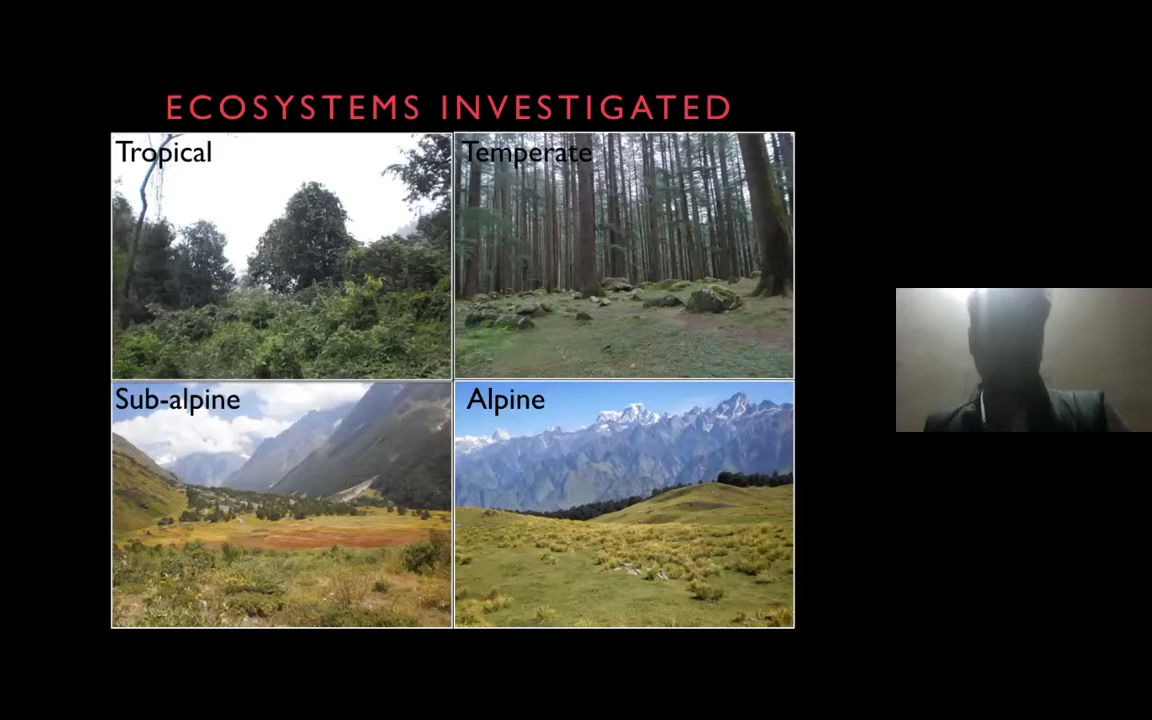 ECOSYSTEMS INVESTIGATED
Tropical
Temperate
Sub-alpine
Alpine